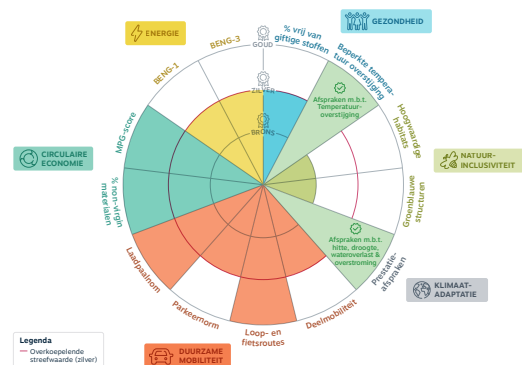 ENERGIE
GEZONDHEID
BENG-3
% vrij van
giftige stoffen
GOUD
Beperkte tempera-
tuur overstijging
BENG-1
ZILVER
Afspraken m.b.t.
Temperatuur-
overstijging
Hoogwaardige
habitats
MPG-score
BRONS
CIRCULAIRE
ECONOMIE
NATUUR-
INCLUSIVITEIT
% non-virgin
materialen
Groenblauwe
structuren
Afspraken m.b.t.
hitte, droogte,
wateroverlast &
overstroming
Prestatie-
afspraken
Laadpaalnorm
KLIMAAT-
ADAPTATIE
Parkeernorm
Deelmobiliteit
Loop- en
fietsroutes
Legenda
Overkoepelende
streefwaarde (zilver)
DUURZAME
MOBILITEIT